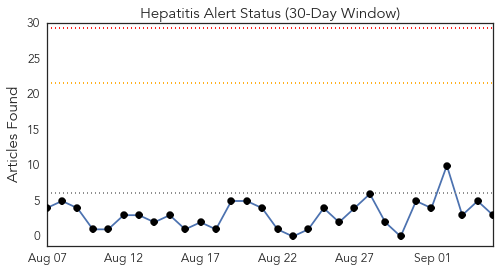 Hepatitis Alert Status (30-Day Window)
Articles Found
30
25
20
15
10
5
0
Aug 07
Aug 12
Aug 17
Aug 22
Aug 27
Sep 01